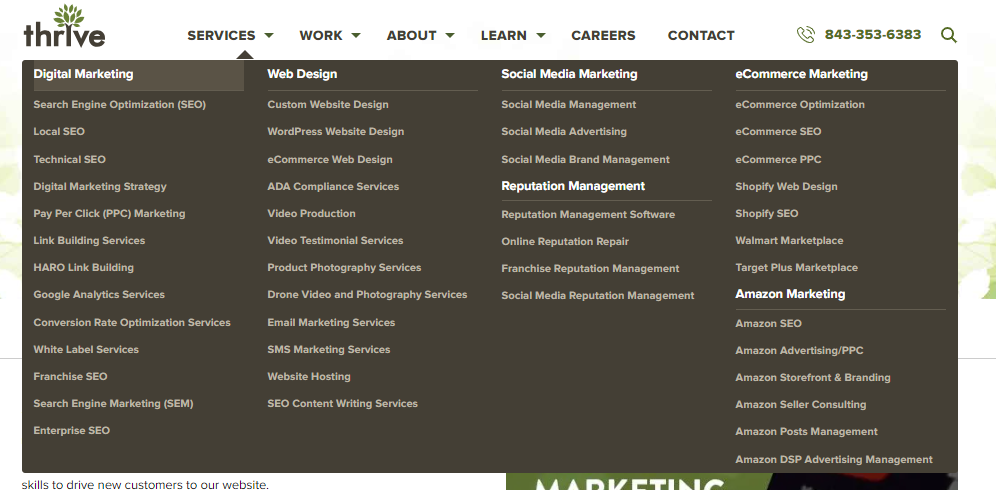 thrive
SERVICES
WORK
ABOUT
LEARN
CAREERS
CONTACT
843-353-6383
Digital Marketing
Search Engine Optimization (SEO)
Local SEO
Technical SEO
Digital Marketing Strategy
Pay Per Click (PPC) Marketing
Link Building Services
HARO Link Building
Google Analytics Services
Conversion Rate Optimization Services
White Label Services
Franchise SEO
Search Engine Marketing (SEM)
Enterprise SEO
Web Design
Custom Website Design
WordPress Website Design
eCommerce Web Design
ADA Compliance Services
Video Production
Video Testimonial Services
Product Photography Services
Drone Video and Photography Services
Email Marketing Services
SMS Marketing Services
Website Hosting
SEO Content Writing Services
Social Media Marketing
Social Media Management
Social Media Advertising
Social Media Brand Management
Reputation Management
Reputation Management Software
Online Reputation Repair
Franchise Reputation Management
Social Media Reputation Management
eCommerce Marketing
eCommerce Optimization
eCommerce SEO
eCommerce PPC
Shopify Web Design
Shopify SEO
Walmart Marketplace
Target Plus Marketplace
Amazon Marketing
Amazon SEO
Amazon Advertising/PPC
Amazon Storefront & Branding
Amazon Seller Consulting
Amazon Posts Management
Amazon DSP Advertising Management
skills to drive new customers to our website.
MARKETING